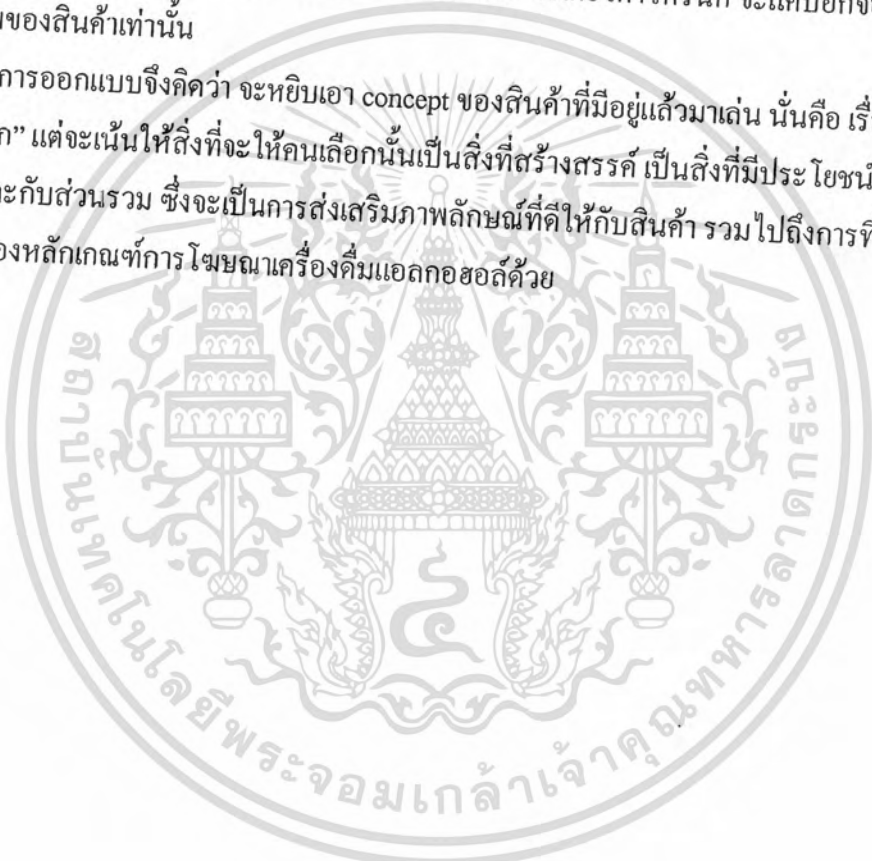 ของสินค้าเท่านั้น
การออกแบบจึงคิดว่า จะหยิบเอา concept ของสินค้าที่มีอยู่แล้วมาเล่น นั่นคือ
ก” แต่จะเน้นให้สิ่งที่จะให้คนเลือกนั้นเป็นสิ่งที่สร้างสรรค์ เป็นสิ่งที่มีประโยชน์
ะกับส่วนรวม ซึ่งจะเป็นการส่งเสริมภาพลักษณ์ที่ดีให้กับสินค้า รวมไปถึงการ
องหลักเกณฑ์การโฆษณาเครื่องดื่มแอลกอฮอล์ด้วย
สถาบันเทคโนโลยีพระจอมเกล้าเจ้าคุณทหารลาดกระบัง
๔